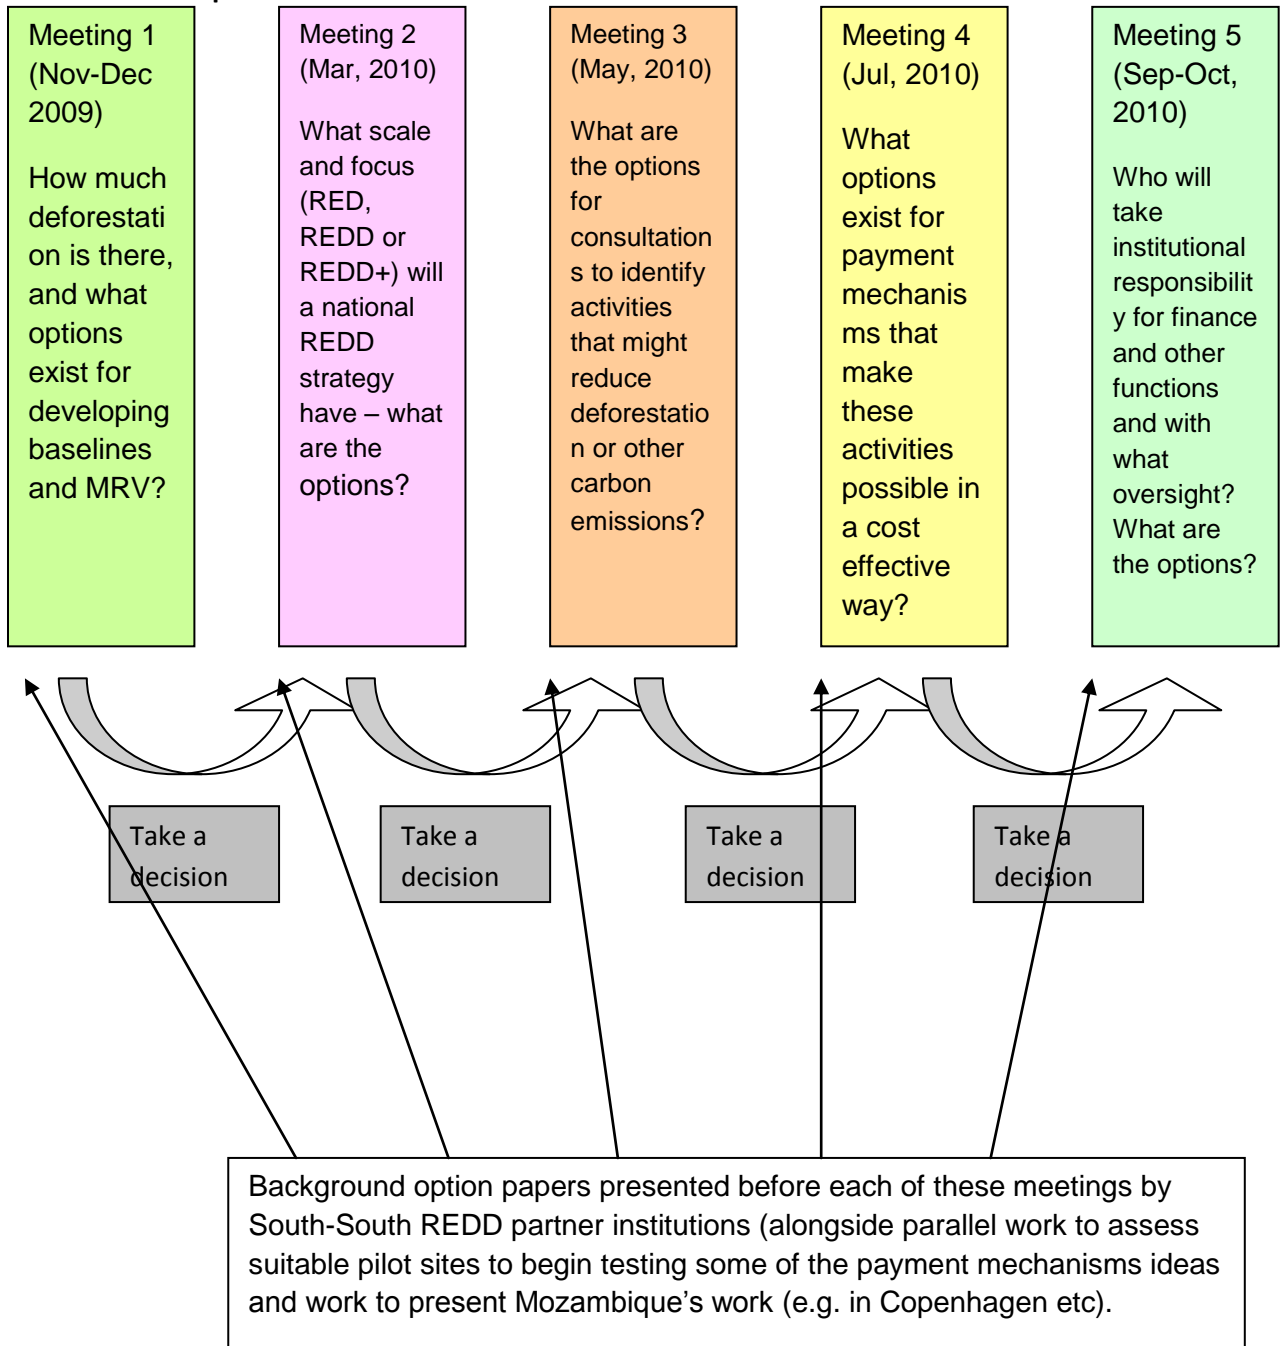 Meeting 1
(Nov-Dec
2009)
How much
deforestati
on is there,
and what
options
exist for
developing
baselines
and MRV?
Meeting 2
(Mar, 2010)
What scale
and focus
(RED,
REDD or
REDD+) will
a national
REDD
strategy
have – what
are the
options?
Meeting 3
(May, 2010)
What are
the options
for
consultation
s to identify
activities
that might
reduce
deforestatio
n or other
carbon
emissions?
Meeting 4
(Jul, 2010)
What
options
exist for
payment
mechanis
ms that
make
these
activities
possible in
a cost
effective
way?
Meeting 5
(Sep-Oct,
2010)
Who will
take
institutional
responsibilit
y for finance
and other
functions
and with
what
oversight?
What are
the options?
Take a
decision
Take a
decision
Take a
decision
Take a
decision
Background option papers presented before each of these meetings by
South-South REDD partner institutions (alongside parallel work to assess
suitable pilot sites to begin testing some of the payment mechanisms ideas
and work to present Mozambique’s work (e.g. in Copenhagen etc).